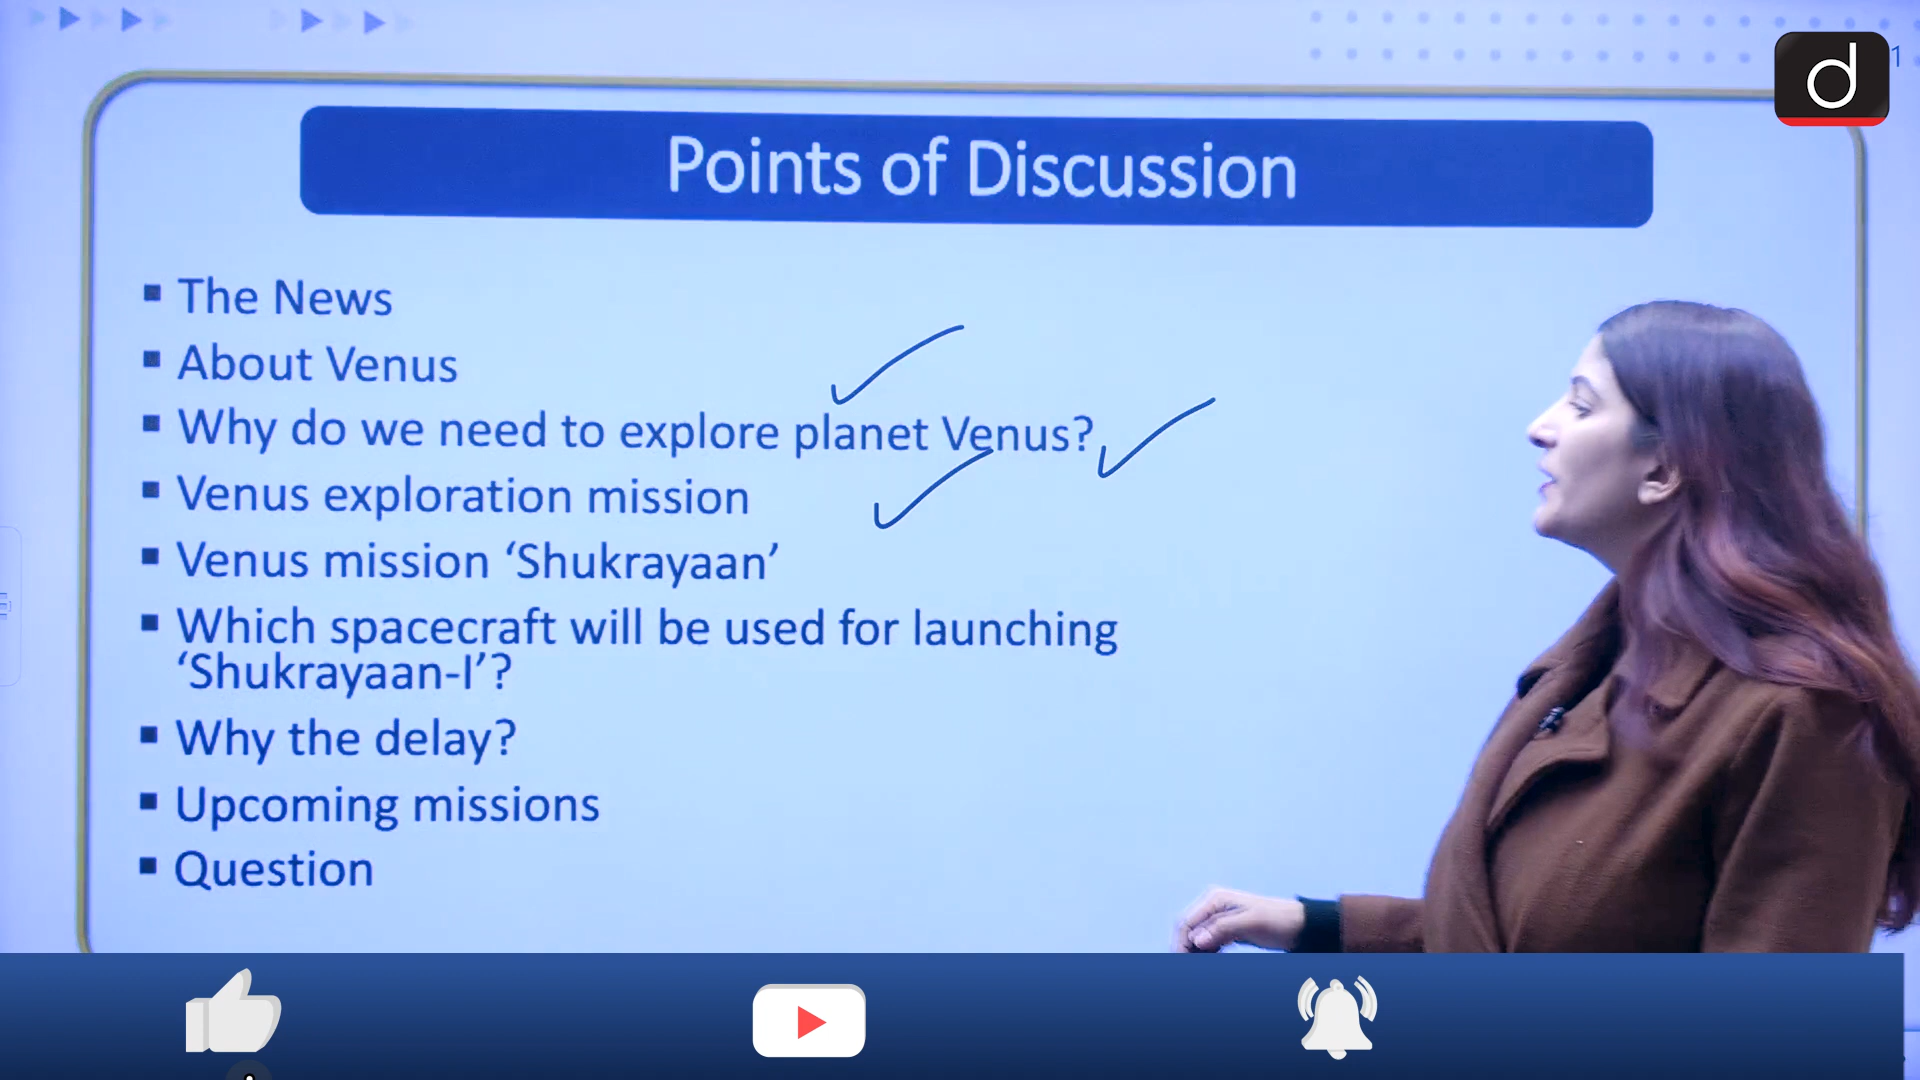 d
1
Points of Discussion
▪ The News
▪ About Venus
▪ Why do we need to explore planet Venus?
▪ Venus exploration mission
▪ Venus mission ‘Shukrayaan’
▪ Which spacecraft will be used for launching
‘Shukrayaan-I’?
▪ Why the delay?
▪ Upcoming missions
▪ Question